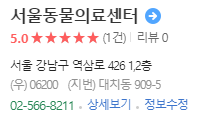 서울동물의료센터
5.0 ★★★★★ (1건) | 리뷰 0
서울 강남구 역삼로 426 1,2층
(우) 06200 (지번) 대치동 909-5
02-566-8211 · 상세보기 · 정보수정